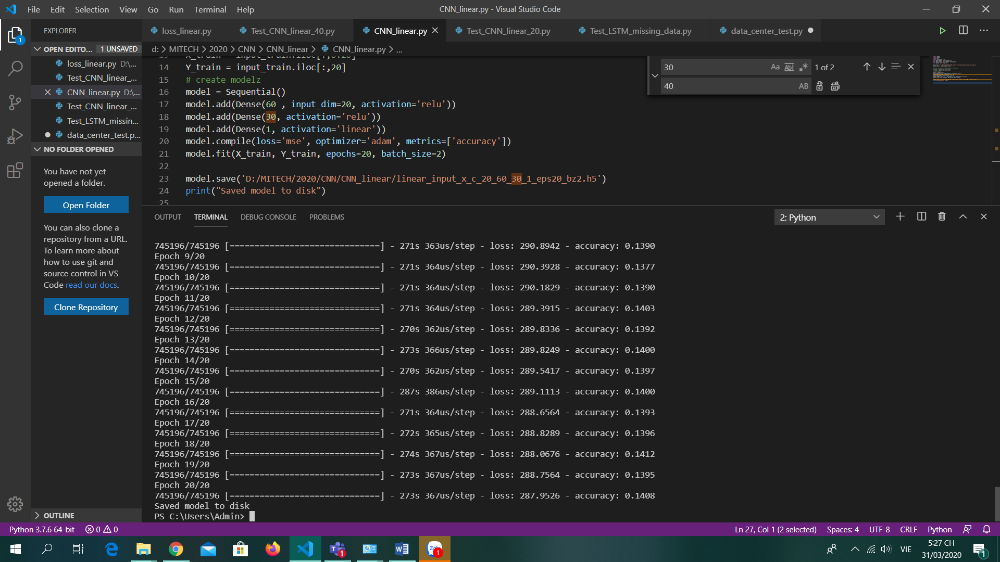 File Edit Selection View Go Run Terminal Help
CNN_linear.py - Visual Studio Code
EXPLORER
loss_linear.py
Test_CNN_linear_40.py
CNN_linear.py
Test_CNN_linear_20.py
Test_LSTM_missing_data.py
data_center_test.py
1
OPEN EDITO... 1 UNSAVED
loss_linear.py D:\...
Test_CNN_linear_...
CNN_linear.py D:\...
Test_CNN_linear_...
Test_LSTM_missin...
data_center_test.p...
NO FOLDER OPENED
You have not yet
opened a folder.
Open Folder
You can also clone a
repository from a URL.
To learn more about
how to use git and
source control in VS
Code read our docs.
Clone Repository
OUTLINE
d: > MITECH > 2020 > CNN > CNN_linear > CNN_linear.py > ...
30
Aa Abl .* 1 of 2
40
AB
14 Y_train = input_train.iloc[:,20]
15 # create modelz
16 model = Sequential()
17 model.add(Dense(60 , input_dim=20, activation='relu'))
18 model.add(Dense(30, activation='relu'))
19 model.add(Dense(1, activation='linear'))
20 model.compile(loss='mse', optimizer='adam', metrics=['accuracy'])
21 model.fit(X_train, Y_train, epochs=20, batch_size=2)
22
23 model.save('D:/MITECH/2020/CNN/CNN_linear/linear_input_x_c_20_60_30_1_eps20_bz2.h5')
24 print("Saved model to disk")
25
OUTPUT TERMINAL DEBUG CONSOLE PROBLEMS
2: Python
745196/745196 [==============================] - 271s 363us/step - loss: 290.8942 - accuracy: 0.1390
Epoch 9/20
745196/745196 [==============================] - 271s 364us/step - loss: 290.3928 - accuracy: 0.1377
Epoch 10/20
745196/745196 [==============================] - 271s 364us/step - loss: 290.1829 - accuracy: 0.1390
Epoch 11/20
745196/745196 [==============================] - 271s 364us/step - loss: 289.3915 - accuracy: 0.1403
Epoch 12/20
745196/745196 [==============================] - 270s 362us/step - loss: 289.8336 - accuracy: 0.1392
Epoch 13/20
745196/745196 [==============================] - 273s 366us/step - loss: 289.8249 - accuracy: 0.1400
Epoch 14/20
745196/745196 [==============================] - 270s 362us/step - loss: 289.5417 - accuracy: 0.1397
Epoch 15/20
745196/745196 [==============================] - 287s 386us/step - loss: 289.1113 - accuracy: 0.1400
Epoch 16/20
745196/745196 [==============================] - 271s 364us/step - loss: 288.6564 - accuracy: 0.1393
Epoch 17/20
745196/745196 [==============================] - 272s 365us/step - loss: 288.8289 - accuracy: 0.1396
Epoch 18/20
745196/745196 [==============================] - 274s 367us/step - loss: 288.0676 - accuracy: 0.1412
Epoch 19/20
745196/745196 [==============================] - 273s 367us/step - loss: 288.7564 - accuracy: 0.1395
Epoch 20/20
745196/745196 [==============================] - 273s 367us/step - loss: 287.9526 - accuracy: 0.1408
Saved model to disk
PS C:\Users\Admin>
Python 3.7.6 64-bit 0 0
Ln 27, Col 1 (2 selected) Spaces: 4 UTF-8 CRLF Python
1
1
VIE
5:27 CH
31/03/2020
1